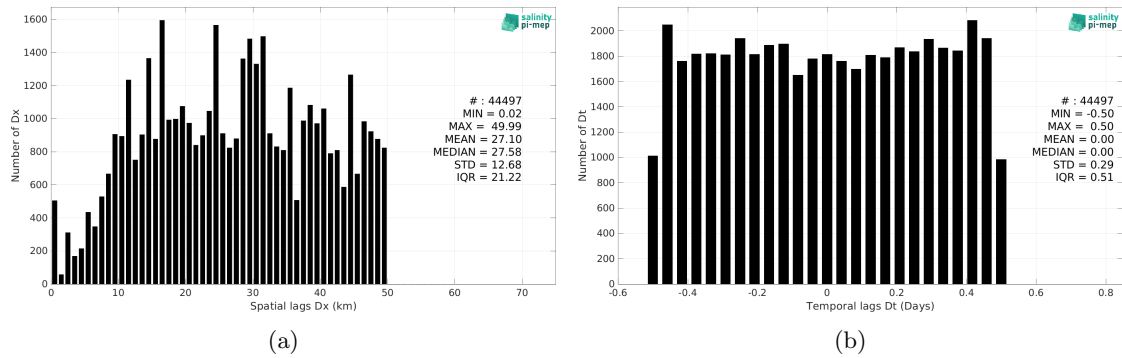 1600
1400
1200
1000
800
600
400
200
0
Number of Dx
0 10 20 30 40 50 60 70
Spatial lags Dx (km)
salinity
pi-mep
# : 44497
MIN = 0.02
MAX = 49.99
MEAN = 27.10
MEDIAN = 27.58
STD = 12.68
IQR = 21.22
(a)
2000
1800
1600
1400
1200
1000
800
600
400
200
0
Number of Dt
-0.6 -0.4 -0.2 0 0.2 0.4 0.6 0.8
Temporal lags Dt (Days)
salinity
pi-mep
# : 44497
MIN = -0.50
MAX = 0.50
MEAN = 0.00
MEDIAN = 0.00
STD = 0.29
IQR = 0.51
(b)